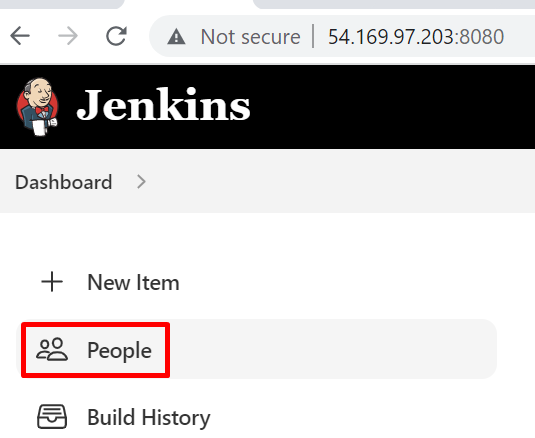 Not secure | 54.169.97.203:8080
Jenkins
Dashboard
New Item
People
Build History